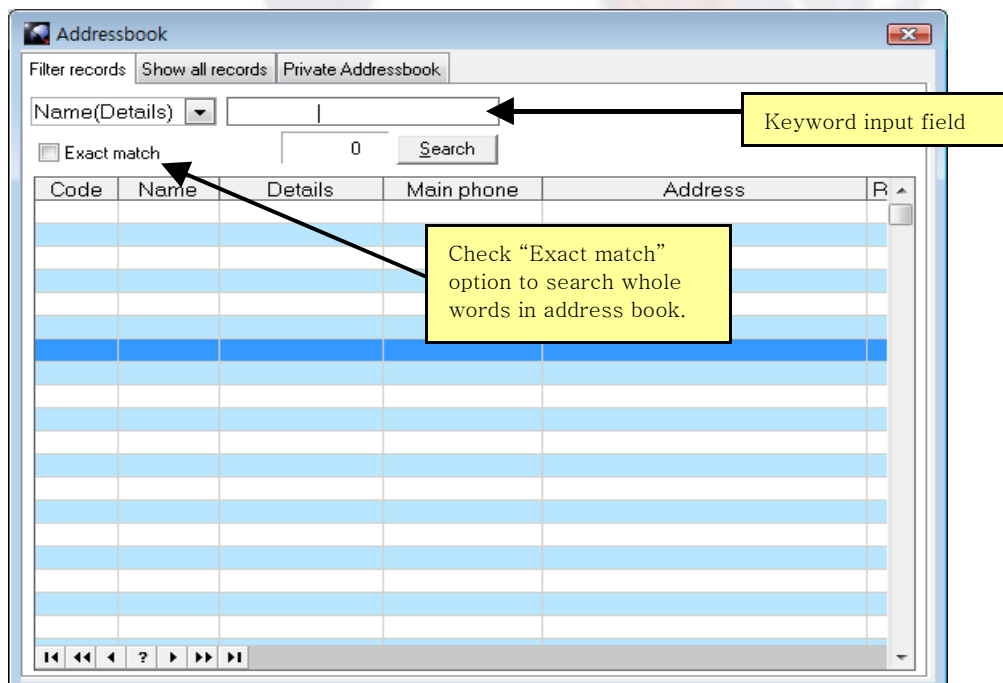 Addressbook
Filter records Show all records Private Addressbook
Name(Details)
Keyword input field
Exact match 0 Search
Code Name Details Main phone Address R
Check “Exact match”
option to search whole
words in address book.
?